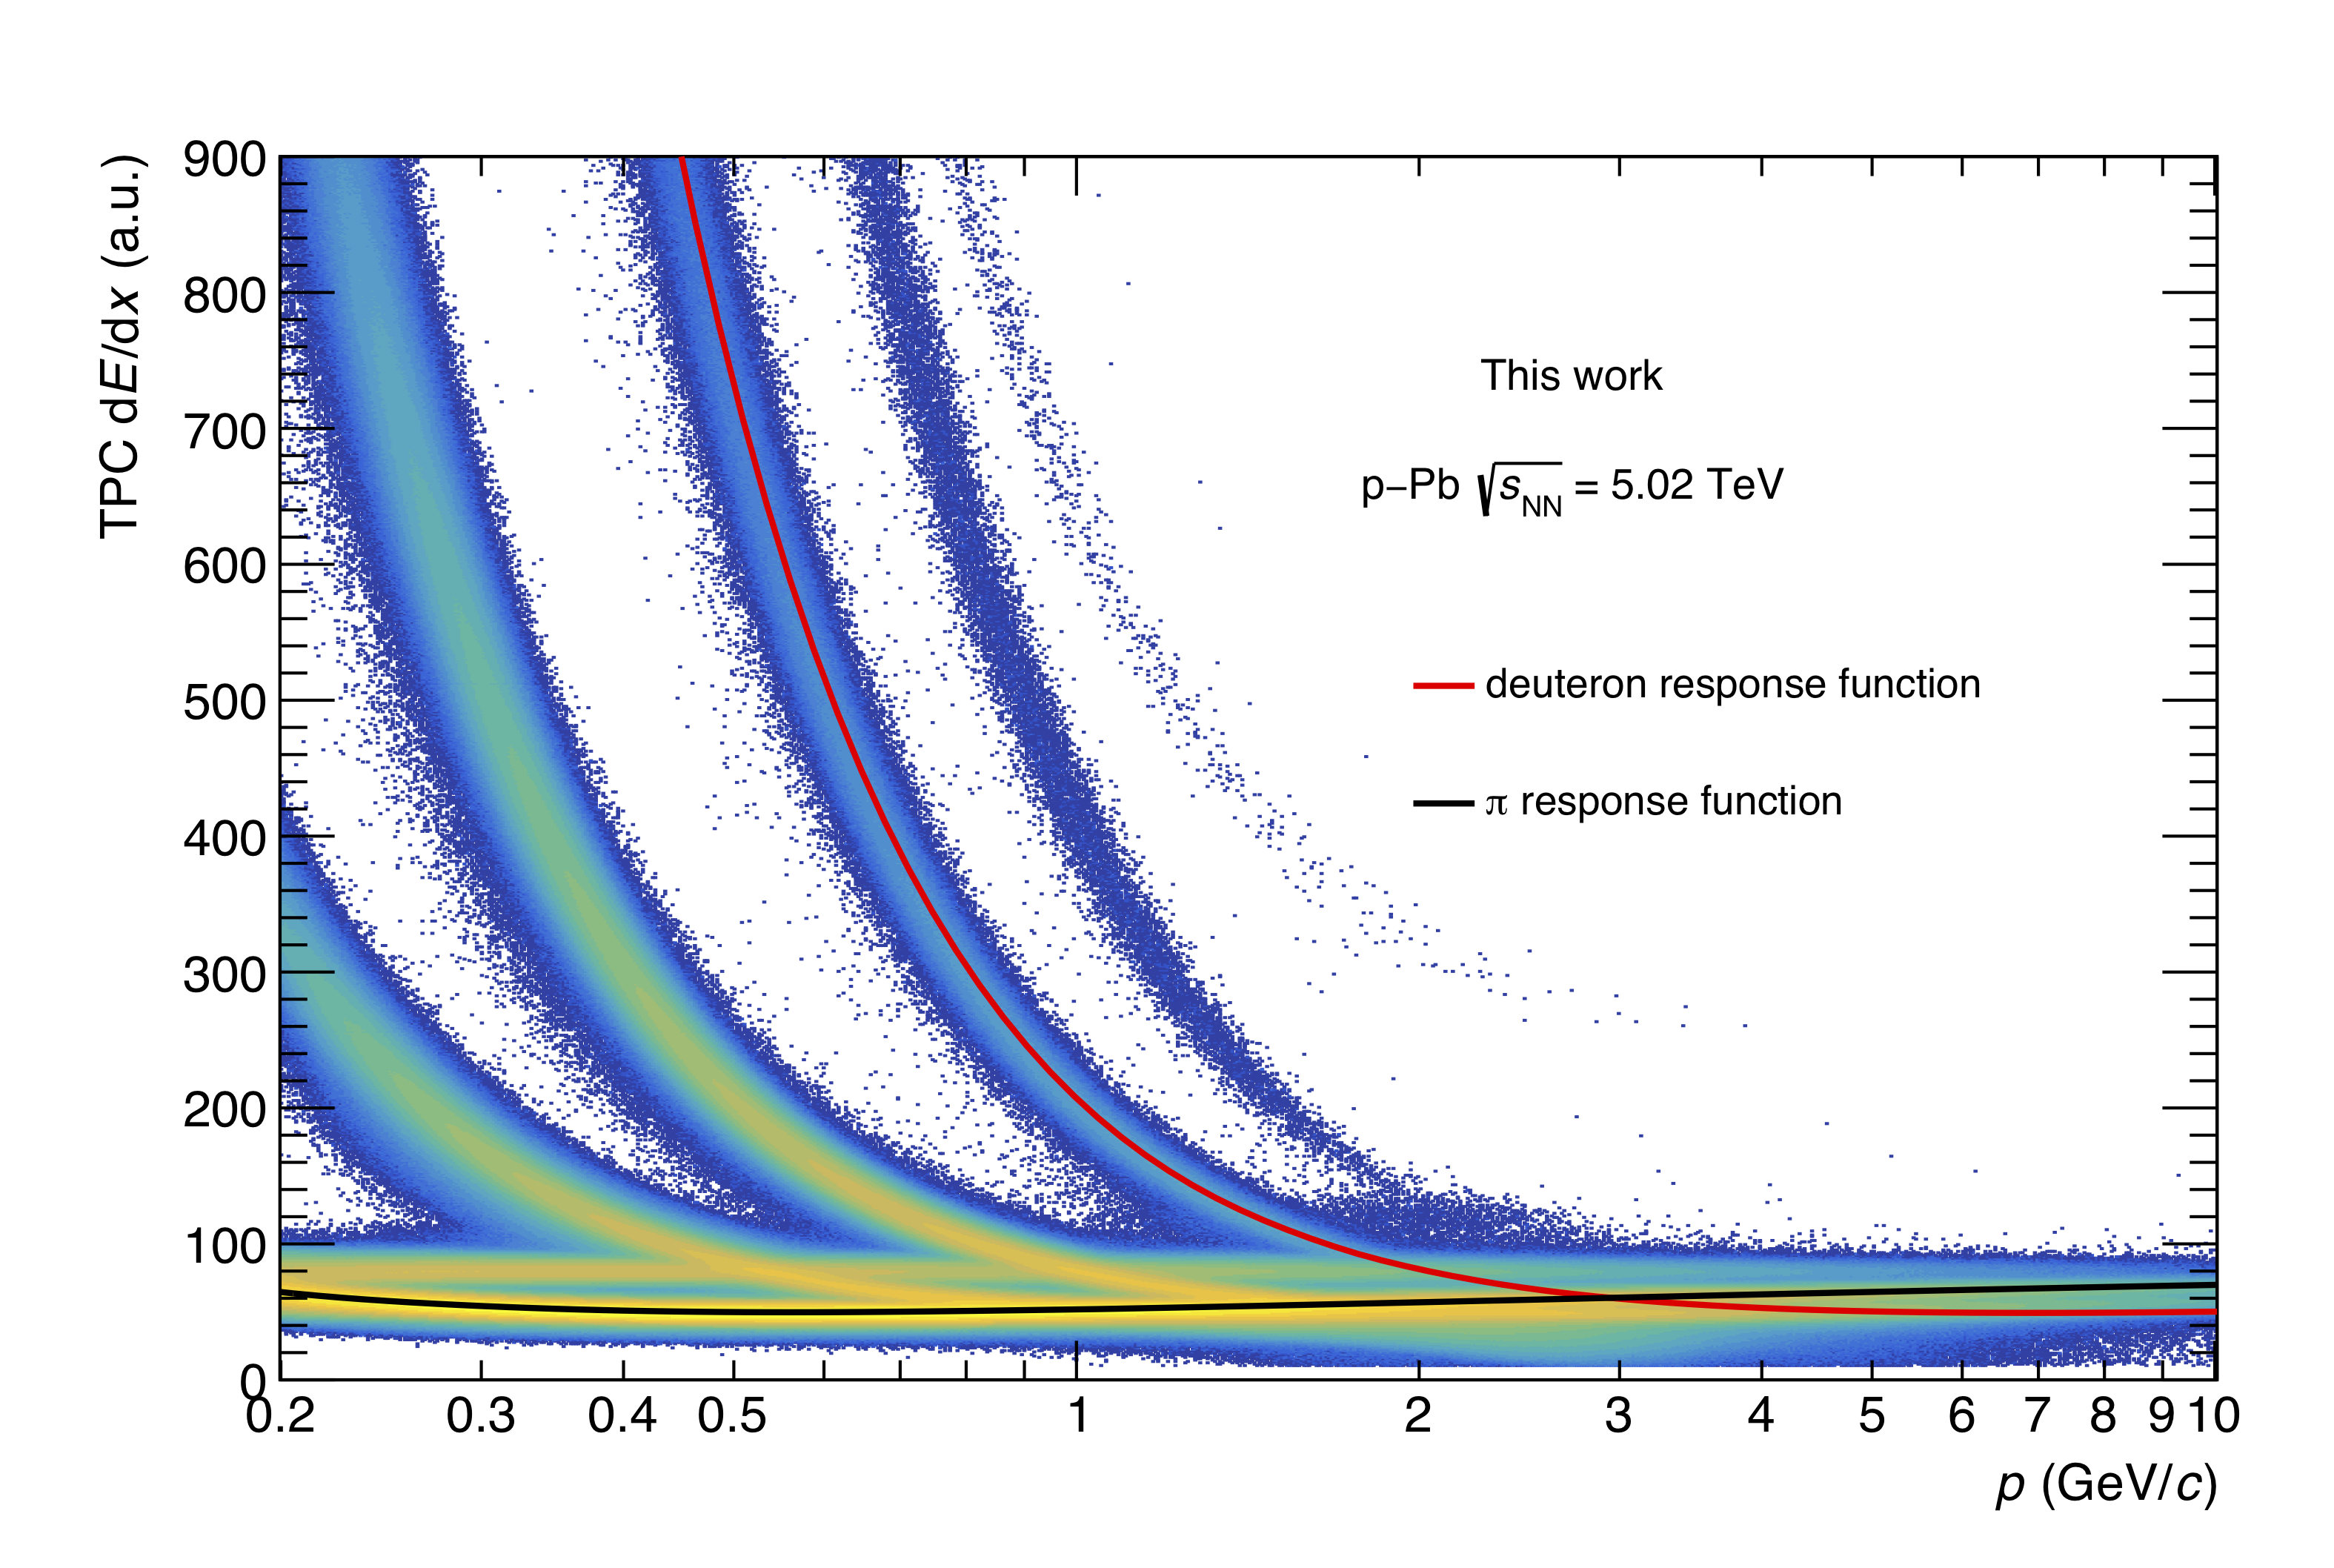 TPC dE/dx (a.u.)
900
800
700
600
500
400
300
200
100
0
This work
p−Pb √sNN = 5.02 TeV
deuteron response function
π response function
0.2 0.3 0.4 0.5 1 2 3 4 5 6 7 8 9 10
p (GeV/c)